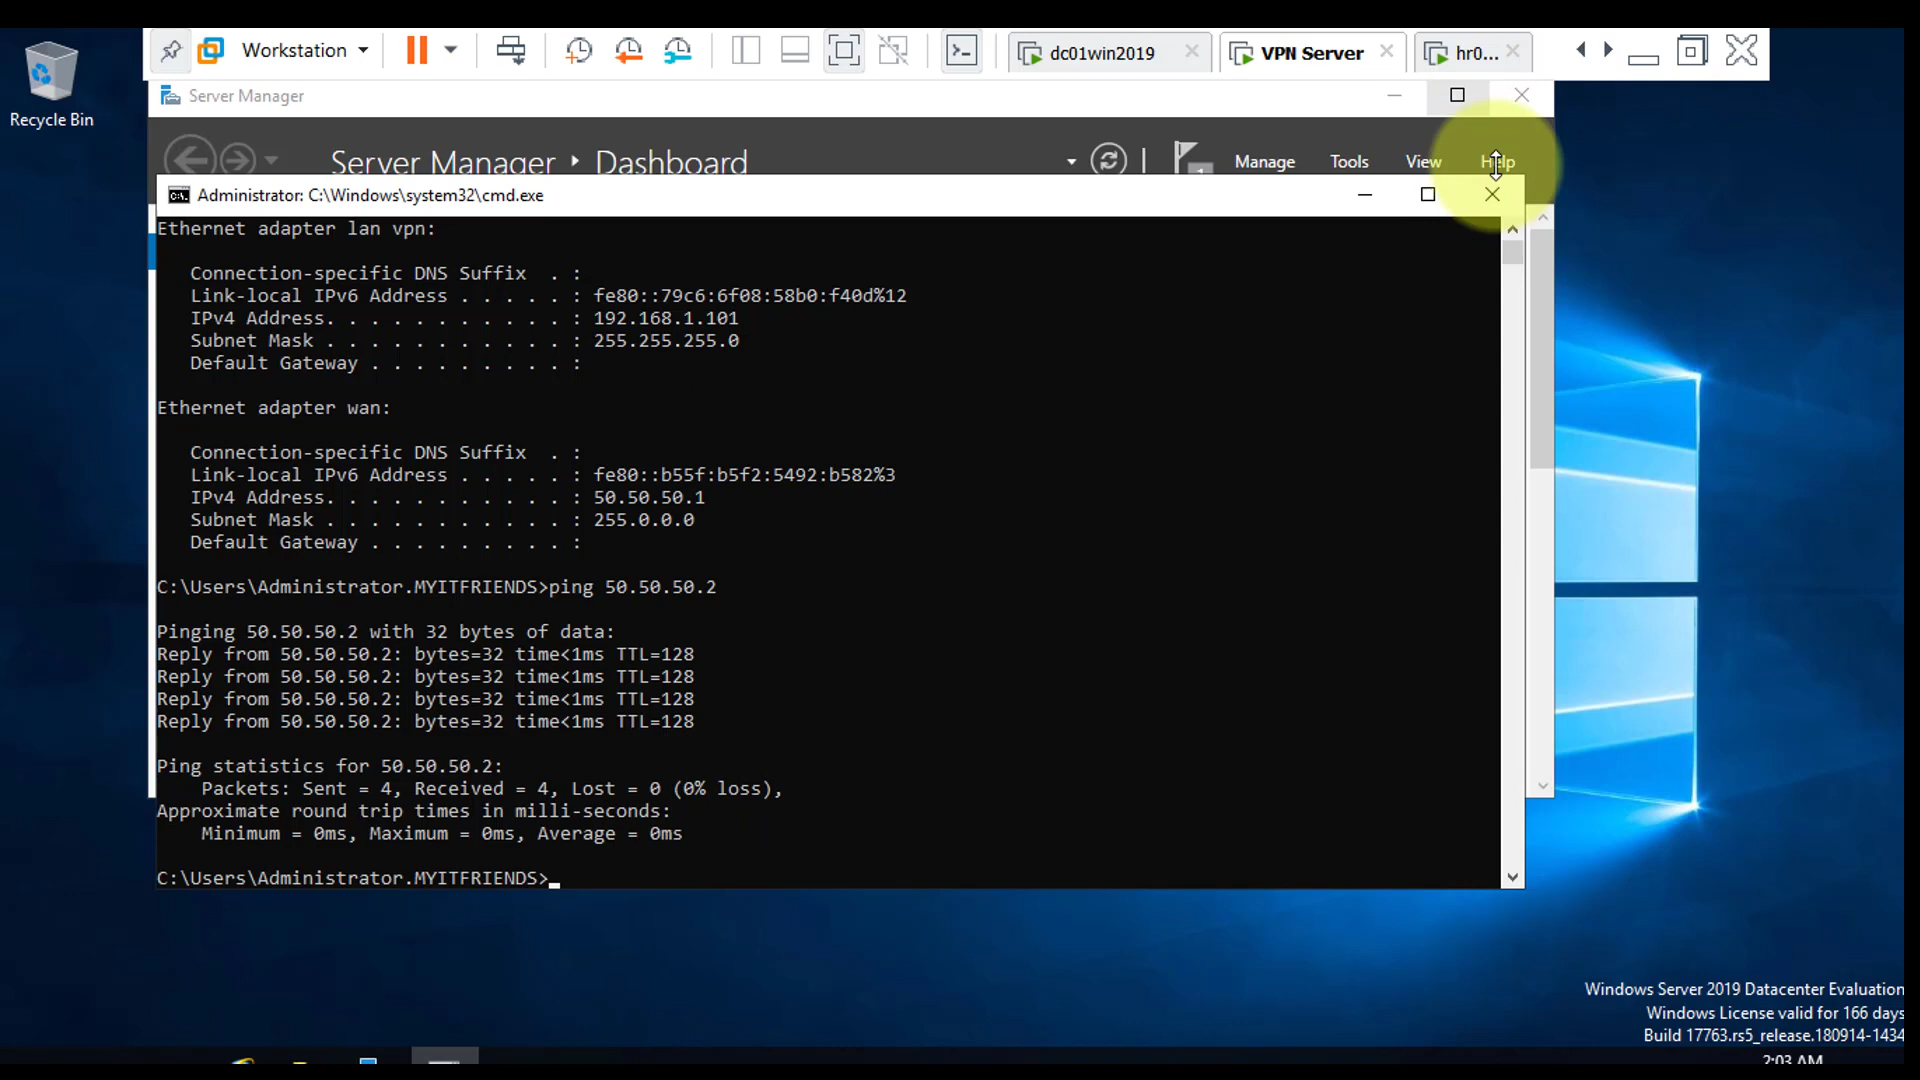 Workstation
dc01win2019
VPN Server
hr0...
Recycle Bin
Server Manager
Server Manager ‣ Dashboard
Manage
Tools
View
Help
Administrator: C:\Windows\system32\cmd.exe
Ethernet adapter lan vpn:
Connection-specific DNS Suffix  . :
Link-local IPv6 Address . . . . . : fe80::79c6:6f08:58b0:f40d%12
IPv4 Address. . . . . . . . . . . : 192.168.1.101
Subnet Mask . . . . . . . . . . . : 255.255.255.0
Default Gateway . . . . . . . . . :
Ethernet adapter wan:
Connection-specific DNS Suffix  . :
Link-local IPv6 Address . . . . . : fe80::b55f:b5f2:5492:b582%3
IPv4 Address. . . . . . . . . . . : 50.50.50.1
Subnet Mask . . . . . . . . . . . : 255.0.0.0
Default Gateway . . . . . . . . . :
C:\Users\Administrator.MYITFRIENDS>ping 50.50.50.2
Pinging 50.50.50.2 with 32 bytes of data:
Reply from 50.50.50.2: bytes=32 time<1ms TTL=128
Reply from 50.50.50.2: bytes=32 time<1ms TTL=128
Reply from 50.50.50.2: bytes=32 time<1ms TTL=128
Reply from 50.50.50.2: bytes=32 time<1ms TTL=128
Ping statistics for 50.50.50.2:
Packets: Sent = 4, Received = 4, Lost = 0 (0% loss),
Approximate round trip times in milli-seconds:
Minimum = 0ms, Maximum = 0ms, Average = 0ms
C:\Users\Administrator.MYITFRIENDS>
Windows Server 2019 Datacenter Evaluation
Windows License valid for 166 days
Build 17763.rs5_release.180914-1434
2:03 AM